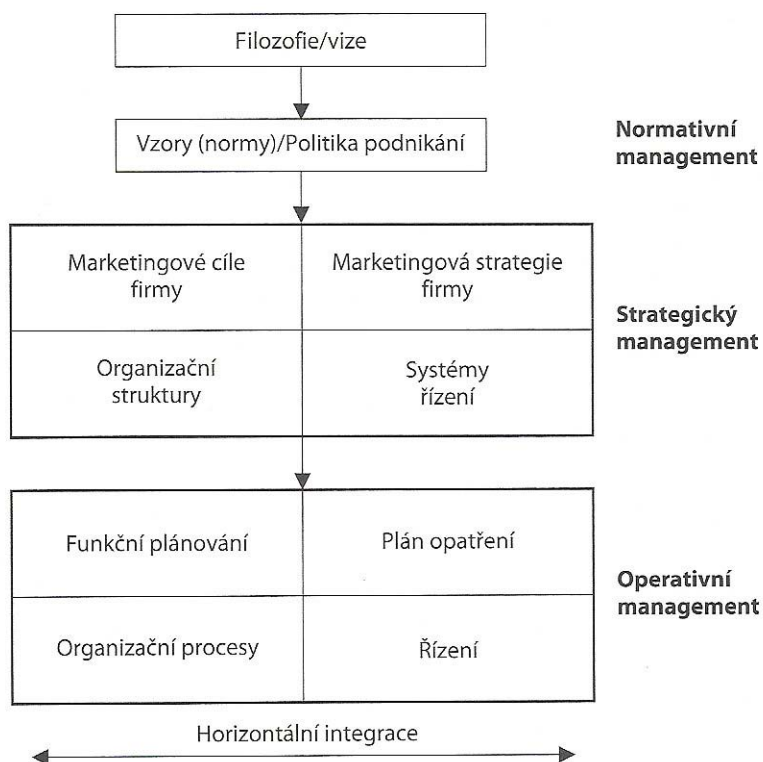 Filozofie/vize
Vzory (normy)/Politika podnikání
Normativní
management
Marketingové cíle
firmy
Marketingová strategie
firmy
Strategický
management
Organizační
struktury
Systémy
řízení
Funkční plánování
Plán opatření
Operativní
management
Organizační procesy
Řízení
Horizontální integrace